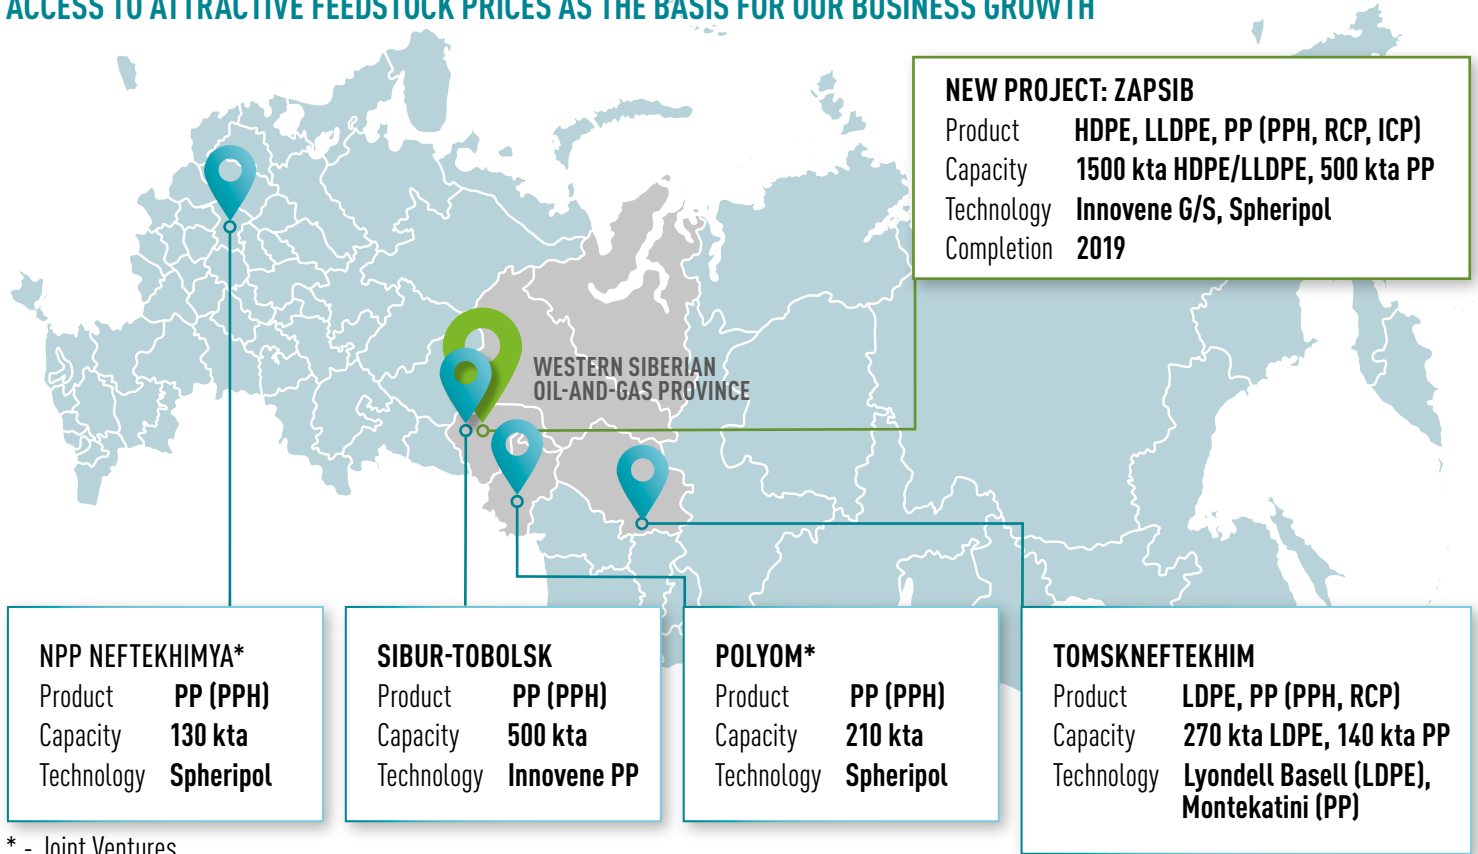 ACCESS TO ATTRACTIVE FEEDSTOCK PRICES AS THE BASIS FOR OUR BUSINESS GROWTH
NEW PROJECT: ZAPSIB
Product HDPE, LLDPE, PP (PPH, RCP, ICP)
Capacity 1500 kta HDPE/LLDPE, 500 kta PP
Technology Innovene G/S, Spheripol
Completion 2019
WESTERN SIBERIAN
OIL-AND-GAS PROVINCE
NPP NEFTEKHIMYA*
Product PP (PPH)
Capacity 130 kta
Technology Spheripol
SIBUR-TOBOLSK
Product PP (PPH)
Capacity 500 kta
Technology Innovene PP
POLYOM*
Product PP (PPH)
Capacity 210 kta
Technology Spheripol
TOMSKNEFTEKHIM
Product LDPE, PP (PPH, RCP)
Capacity 270 kta LDPE, 140 kta PP
Technology Lyondell Basell (LDPE),
Montekatini (PP)
* - Joint Ventures